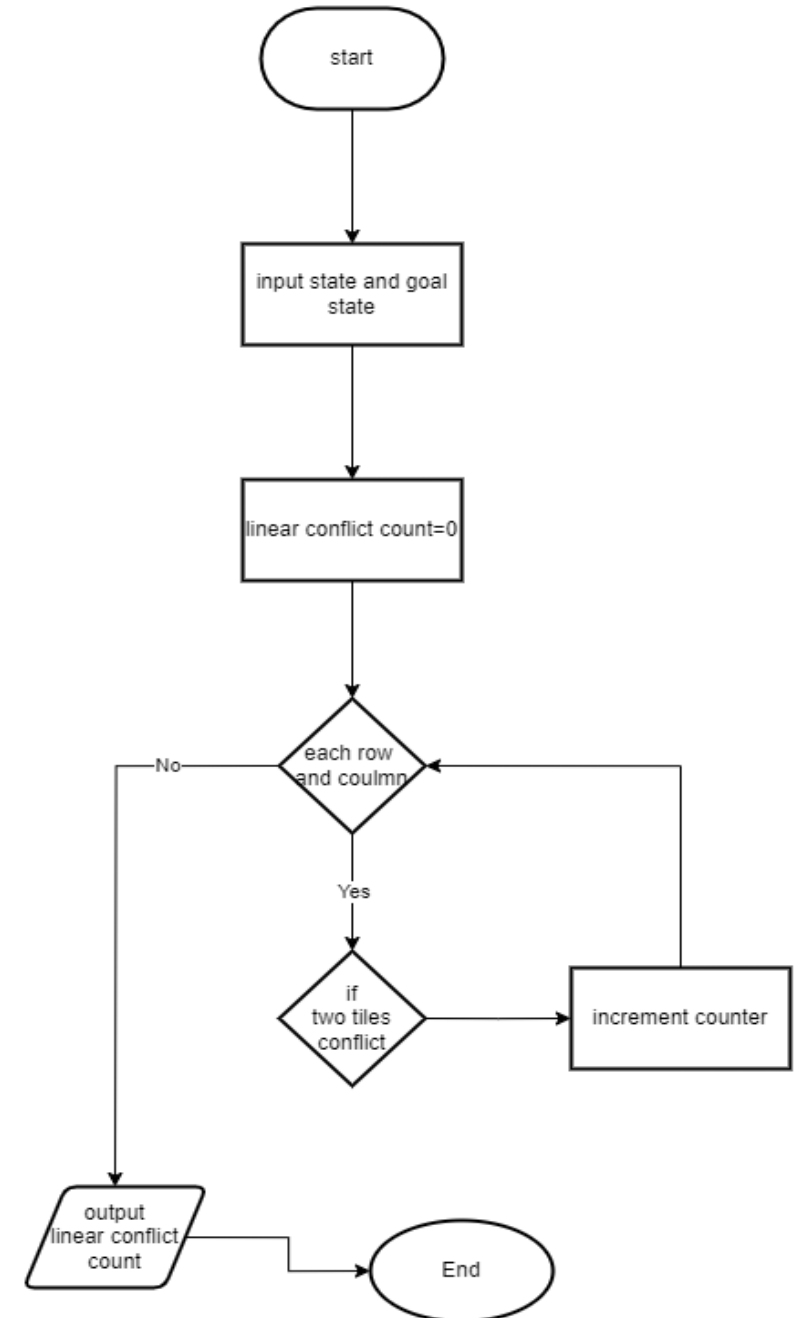 start
input state and goal
state
linear conflict count=0
each row
and coulmn
No
Yes
if
two tiles
conflict
increment counter
output
linear conflict
count
End